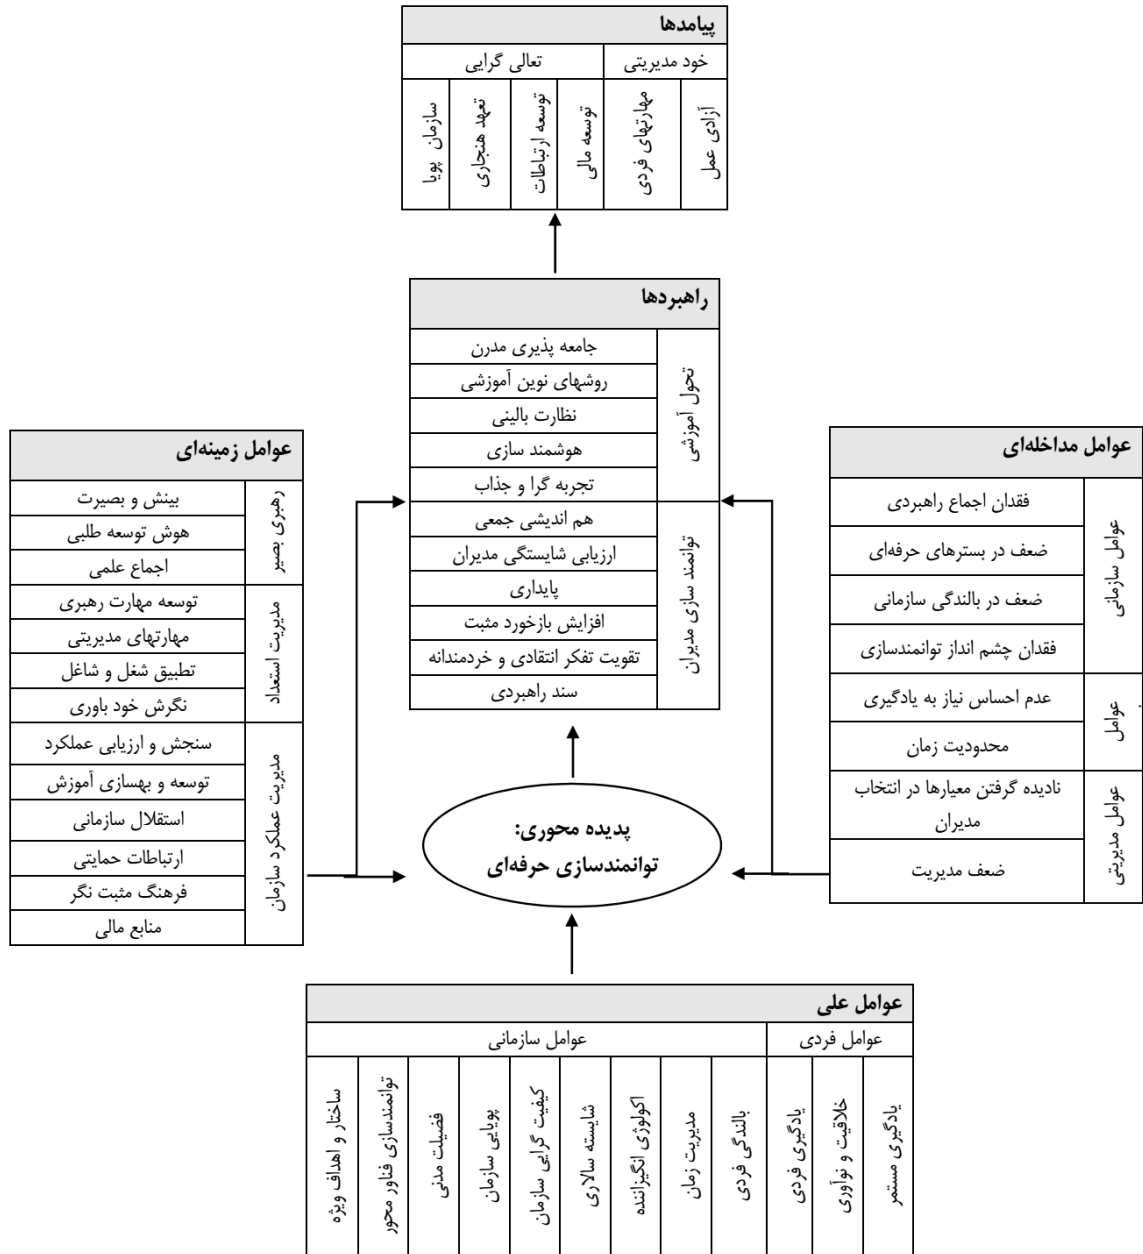 پیامدها
خود مدیریتی
تعالی گرایی
آزادی عمل
مهارتهای فردی
توسعه مالی
توسعه ارتباطات
تعهد هنجاری
سازمان پویا
راهبردها
تحول آموزشی
جامعه پذیری مدرن
روشهای نوین آموزشی
نظارت بالینی
هوشمند سازی
تجربه گرا و جذاب
توانمند سازی مدیران
هم اندیشی جمعی
ارزیابی شایستگی مدیران
پایداری
افزایش بازخورد مثبت
تقویت تفکر انتقادی و خردمندانه
سند راهبردی
عوامل مداخله‌ای
عوامل سازمانی
فقدان اجماع راهبردی
ضعف در بسترهای حرفه‌ای
ضعف در بالندگی سازمانی
فقدان چشم انداز توانمندسازی
عوامل
عدم احساس نیاز به یادگیری
محدودیت زمان
عوامل مدیریتی
نادیده گرفتن معیارها در انتخاب
مدیران
ضعف مدیریت
عوامل زمینه‌ای
رهبری بصیر
بینش و بصیرت
هوش توسعه طلبی
اجماع علمی
مدیریت استعداد
توسعه مهارت رهبری
مهارتهای مدیریتی
تطبیق شغل و شاغل
نگرش خود باوری
مدیریت عملکرد سازمان
سنجش و ارزیابی عملکرد
توسعه و بهسازی آموزش
استقلال سازمانی
ارتباطات حمایتی
فرهنگ مثبت نگر
منابع مالی
پدیده محوری:
توانمندسازی حرفه‌ای
عوامل علی
عوامل فردی
عوامل سازمانی
یادگیری مستمر
خلاقیت و نوآوری
یادگیری فردی
بالندگی فردی
مدیریت زمان
اکولوژی انگیزاننده
شایسته سالاری
کیفیت گرایی سازمان
پویایی سازمان
فضیلت مدنی
توانمندسازی فناور محور
ساختار و اهداف ویژه